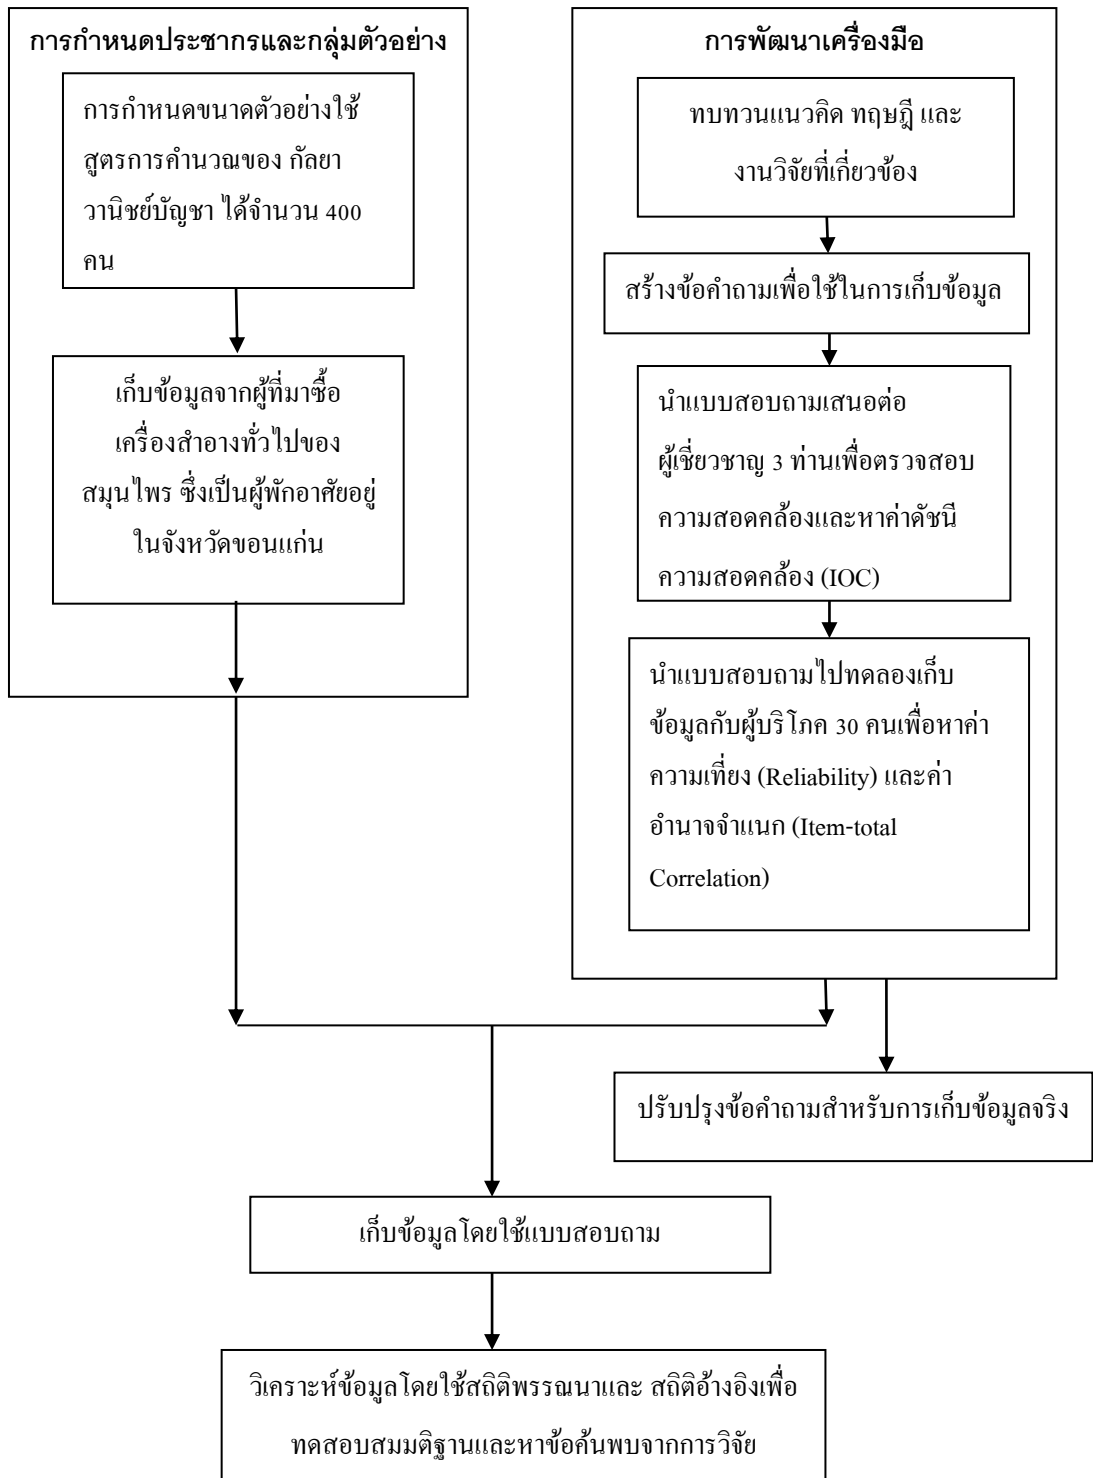 การกำหนดประชากรและกลุ่มตัวอย่าง
การกำหนดขนาดตัวอย่างใช้
สูตรการคำนวณของ กัลยา
วานิชย์บัญชา ได้จำนวน 400
คน
เก็บข้อมูลจากผู้ที่มาซื้อ
เครื่องสำอางทั่วไปของ
สมุนไพร ซึ่งเป็นผู้พักอาศัยอยู่
ในจังหวัดขอนแก่น
การพัฒนาเครื่องมือ
ทบทวนแนวคิด ทฤษฎี และ
งานวิจัยที่เกี่ยวข้อง
สร้างข้อคำถามเพื่อใช้ในการเก็บข้อมูล
นำแบบสอบถามเสนอต่อ
ผู้เชี่ยวชาญ 3 ท่านเพื่อตรวจสอบ
ความสอดคล้องและหาค่าดัชนี
ความสอดคล้อง (IOC)
นำแบบสอบถามไปทดลองเก็บ
ข้อมูลกับผู้บริโภค 30 คนเพื่อหาค่า
ความเที่ยง (Reliability) และค่า
อำนาจจำแนก (Item-total
Correlation)
ปรับปรุงข้อคำถามสำหรับการเก็บข้อมูลจริง
เก็บข้อมูลโดยใช้แบบสอบถาม
วิเคราะห์ข้อมูลโดยใช้สถิติพรรณนาและ สถิติอ้างอิงเพื่อ
ทดสอบสมมติฐานและหาข้อค้นพบจากการวิจัย